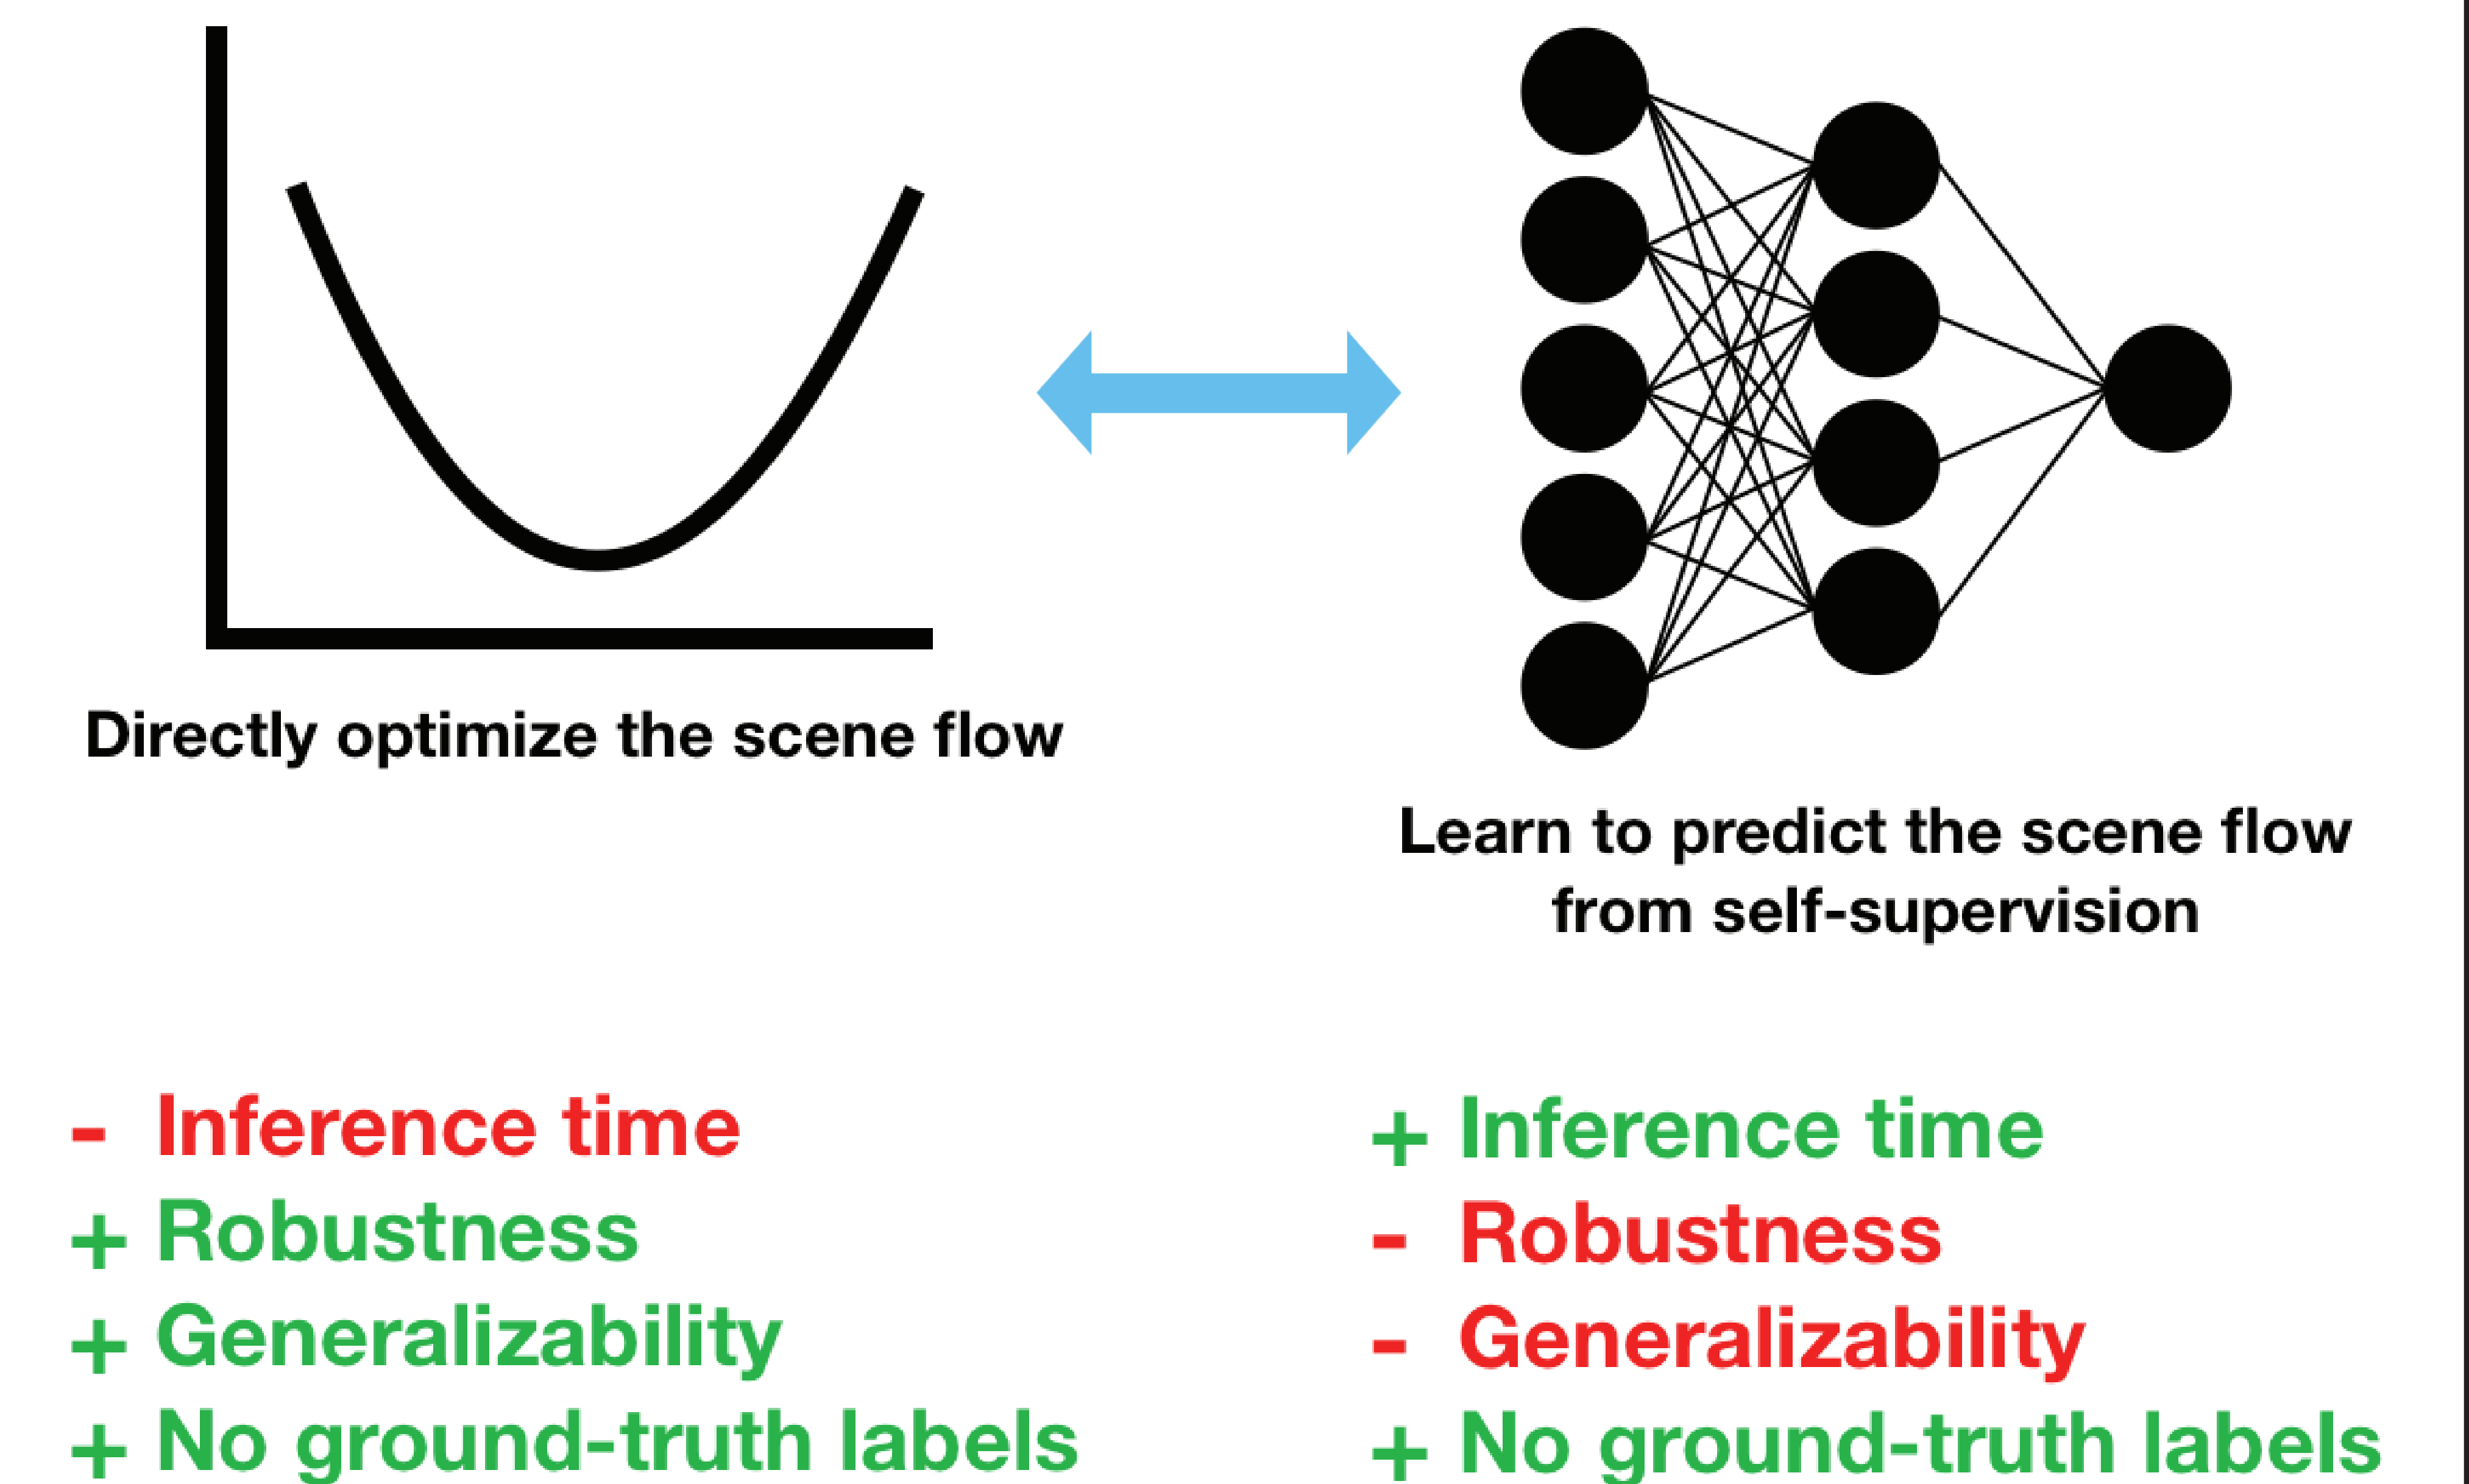 Directly optimize the scene flow
Learn to predict the scene flow
from self-supervision
- Inference time
+ Robustness
+ Generalizability
+ No ground-truth labels
+ Inference time
- Robustness
- Generalizability
+ No ground-truth labels